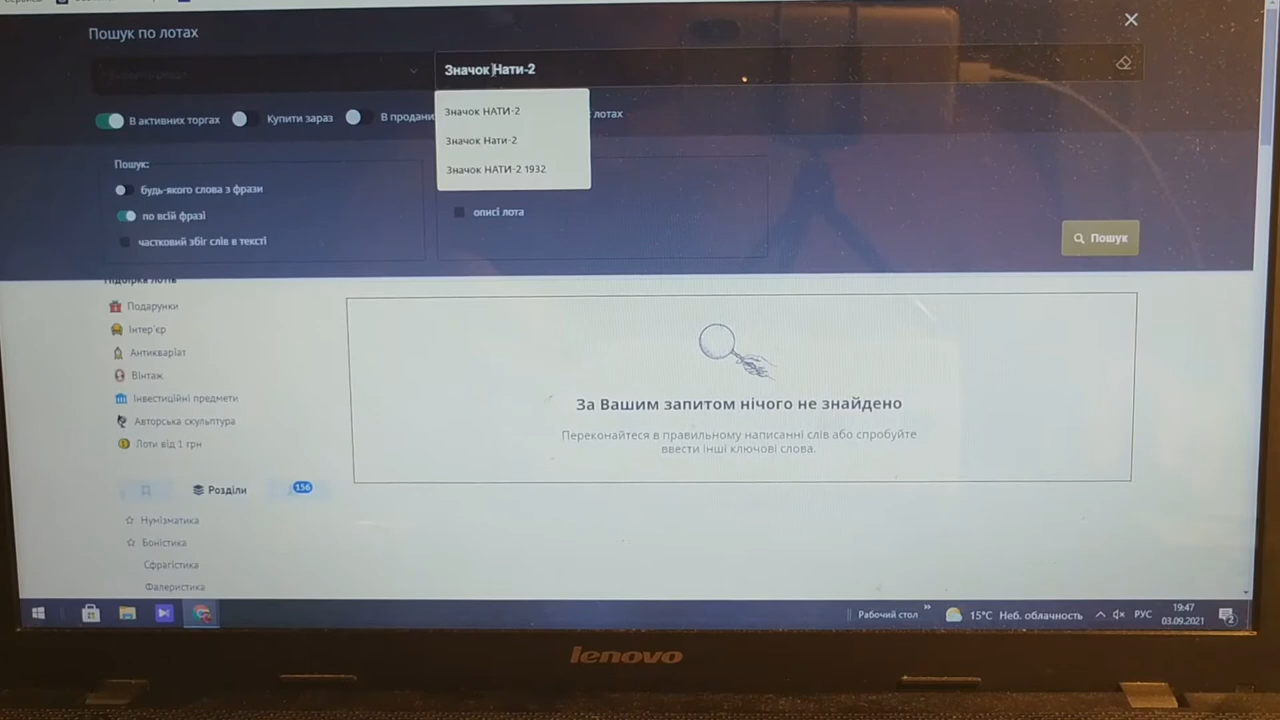 Пошук по лотах
Значок Нати-2
В активних торгах
Купити зараз
В продани
лотах
Значок НАТИ-2
Значок Нати-2
Значок НАТИ-2 1932
Пошук:
будь-якого слова з фрази
по всій фразі
частковий збіг слів в тексті
описі лота
Пошук
Подарунки
Інтер'єр
Антикваріат
Вінтаж
Інвестиційні предмети
Авторська скульптура
Лоти від 1 грн
За Вашим запитом нічого не знайдено
Переконайтеся в правильному написанні слів або спробуйте
ввести інші ключові слова.
Розділи
156
Нумізматика
Боністика
Сфрагістика
Фалеристика
Рабочий стол
15°C Неб. облачность
РУС
19:47
03.09.2021
2
lenovo